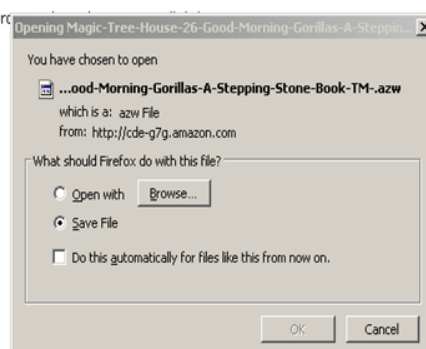 Opening Magic-Tree-House-26-Good-Morning-Gorillas-A-Steppin... X
You have chosen to open
...ood-Morning-Gorillas-A-Stepping-Stone-Book-TM-.azw
which is a: azw File
from: http://cde-g7g.amazon.com
What should Firefox do with this file?
Open with Browse...
Save File
Do this automatically for files like this from now on.
OK Cancel